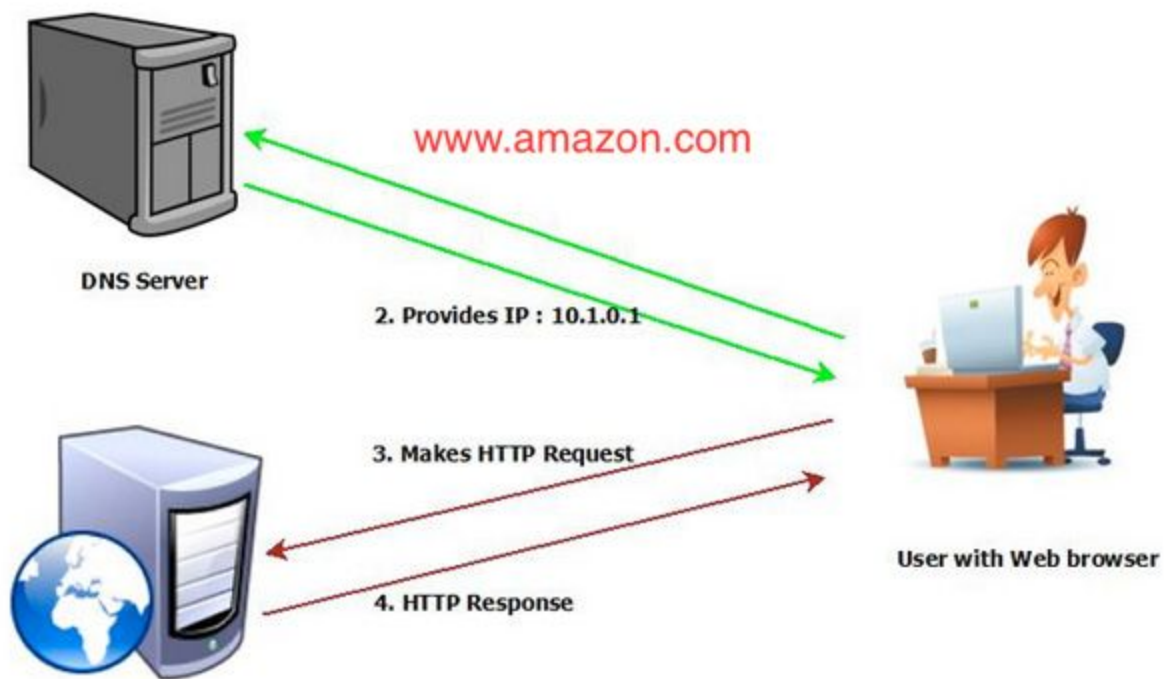 www.amazon.com
DNS Server
2. Provides IP : 10.1.0.1
3. Makes HTTP Request
User with Web browser
4. HTTP Response